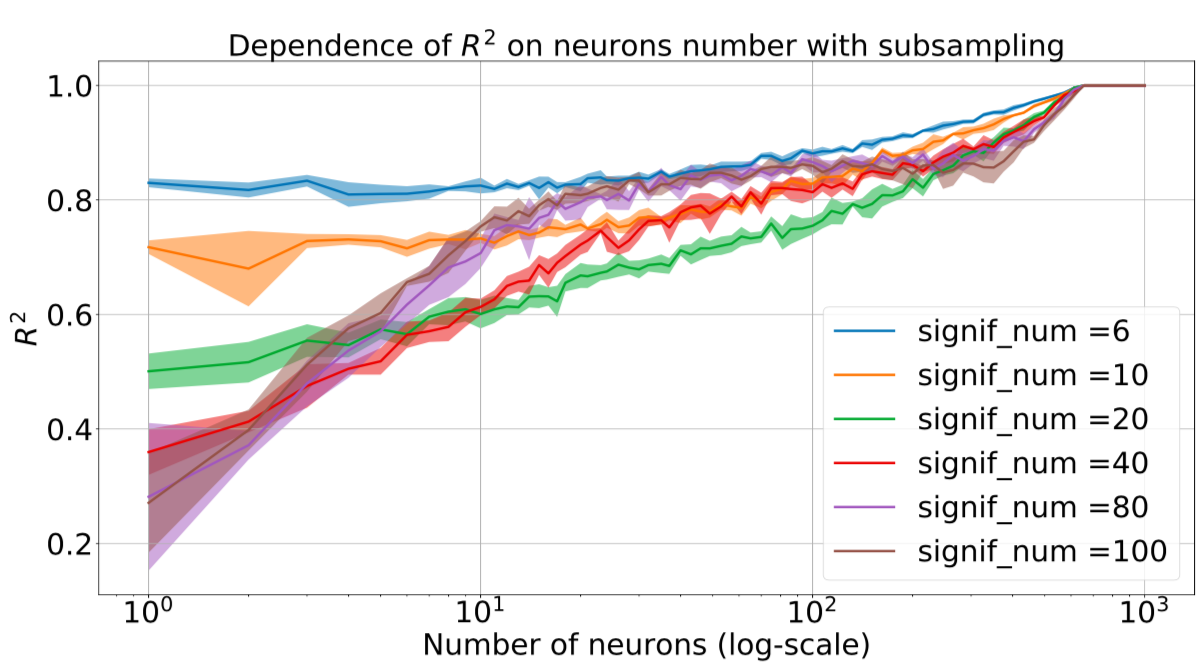 Dependence of R² on neurons number with subsampling
1.0
0.8
0.6
0.4
0.2
R²
10⁰ 10¹ 10² 10³
Number of neurons (log-scale)
signif_num =6
signif_num =10
signif_num =20
signif_num =40
signif_num =80
signif_num =100